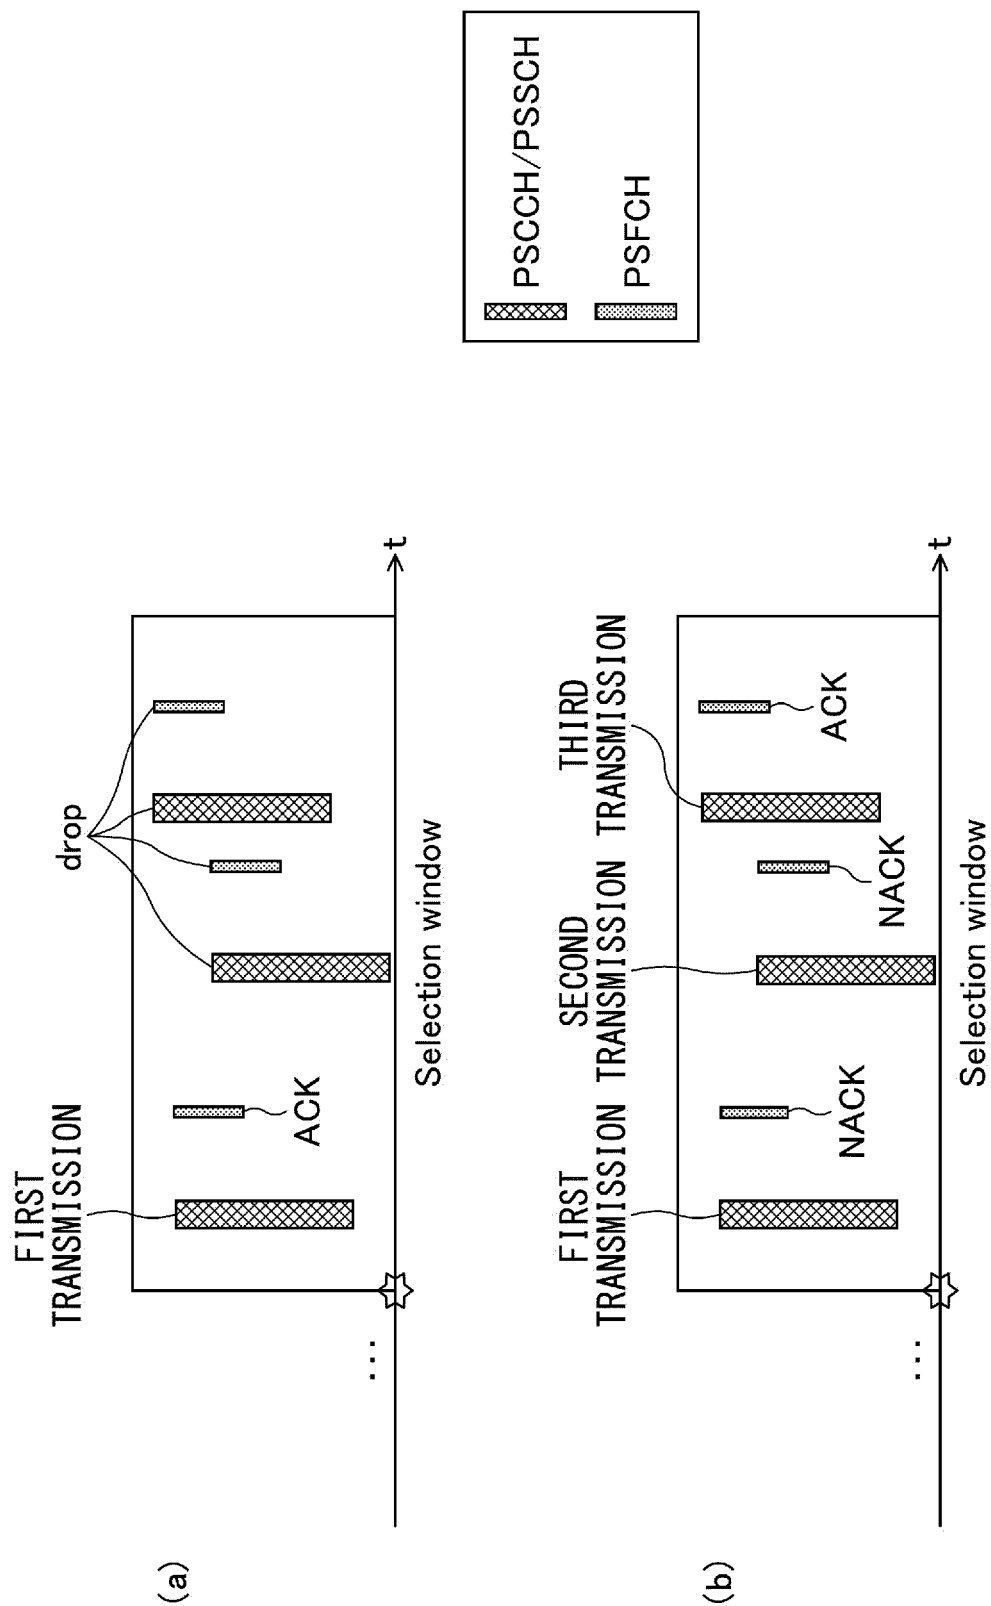 (a)
FIRST
TRANSMISSION
drop
ACK
...
t
Selection window
(b)
FIRST
TRANSMISSION
SECOND
TRANSMISSION
THIRD
TRANSMISSION
NACK
NACK
ACK
...
t
Selection window
PSCCH/PSSCH
PSFCH